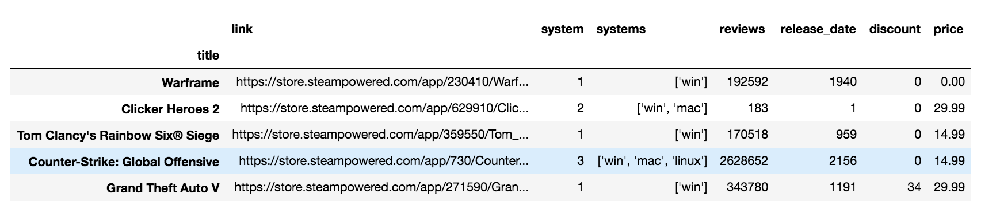 link system systems reviews release_date discount price
title
Warframe https://store.steampowered.com/app/230410/Warf... 1 ['win'] 192592 1940 0 0.00
Clicker Heroes 2 https://store.steampowered.com/app/629910/Clic... 2 ['win', 'mac'] 183 1 0 29.99
Tom Clancy's Rainbow Six® Siege https://store.steampowered.com/app/359550/Tom_... 1 ['win'] 170518 959 0 14.99
Counter-Strike: Global Offensive https://store.steampowered.com/app/730/Counter... 3 ['win', 'mac', 'linux'] 2628652 2156 0 14.99
Grand Theft Auto V https://store.steampowered.com/app/271590/Gran... 1 ['win'] 343780 1191 34 29.99